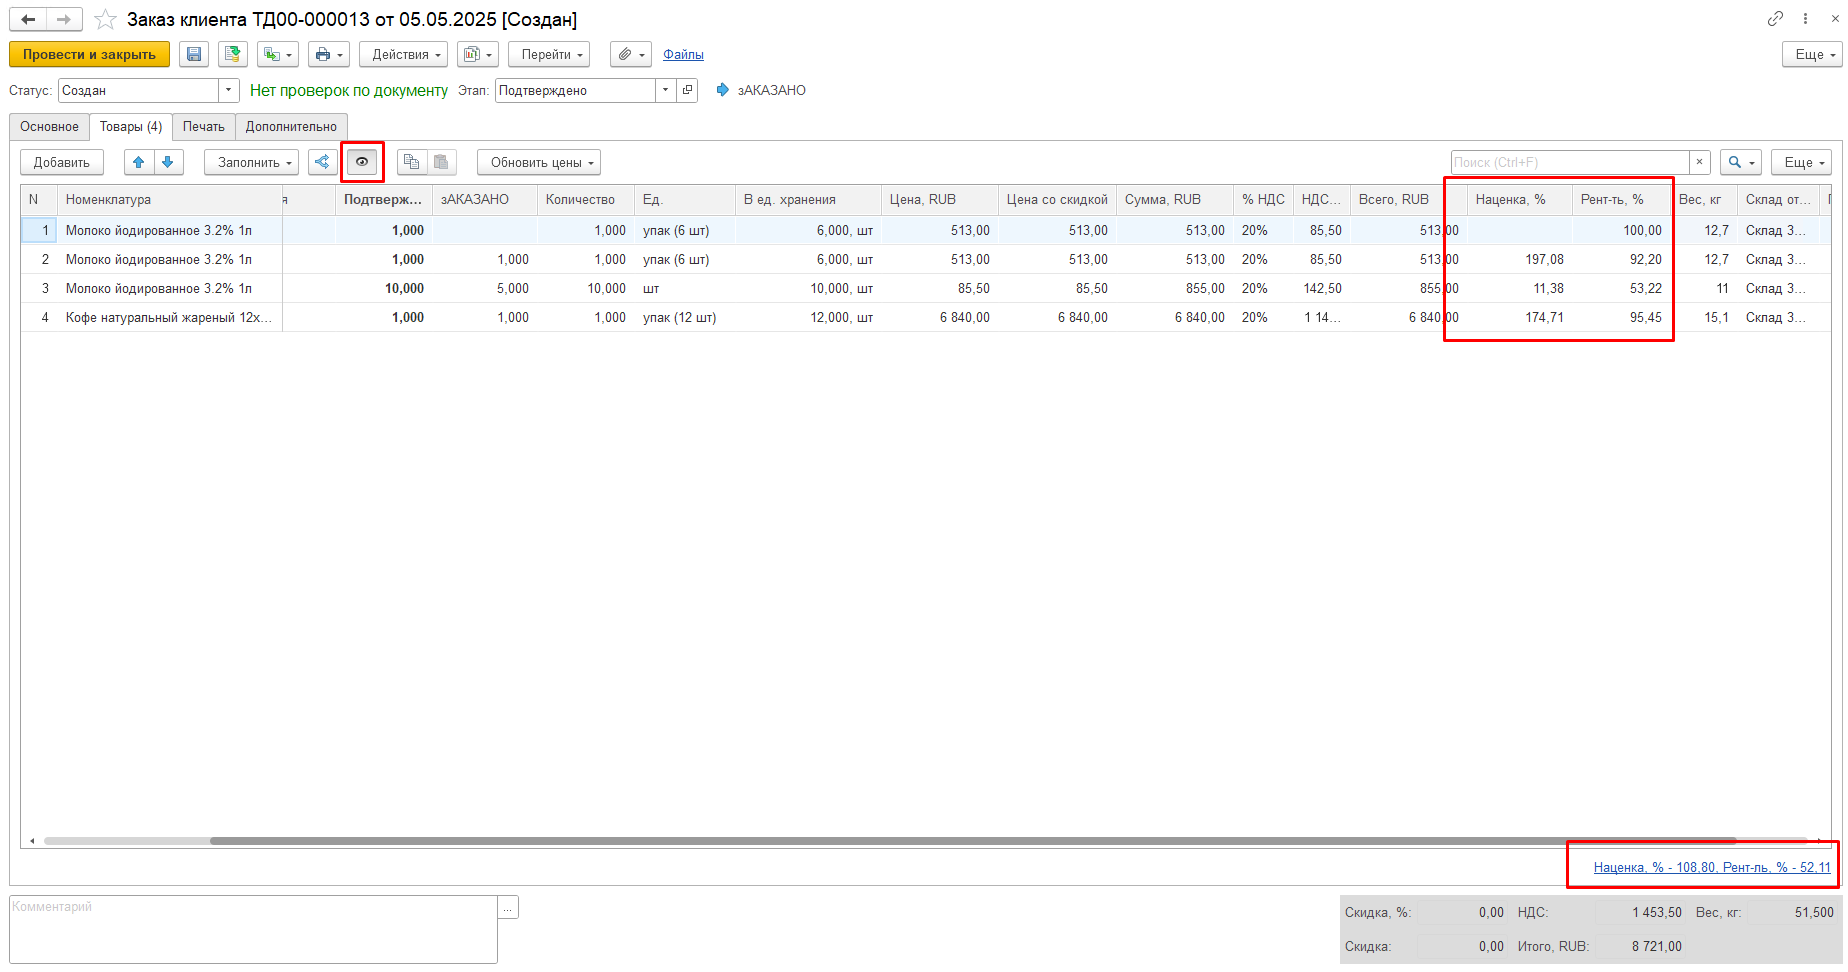 Заказ клиента ТД00-000013 от 05.05.2025 [Создан]
Провести и закрыть Действия Перейти Файлы Еще
Статус: Создан Нет проверок по документу Этап: Подтверждено зАКАЗАНО
Основное Товары (4) Печать Дополнительно
Добавить Заполнить Обновить цены Поиск (Ctrl+F) × Еще
N Номенклатура я Подтверж... зАКАЗАНО Количество Ед. В ед. хранения Цена, RUB Цена со скидкой Сумма, RUB % НДС НДС... Всего, RUB Наценка, % Рент-ть, % Вес, кг Склад от...
1 Молоко йодированное 3.2% 1л 1,000 1,000 упак (6 шт) 6,000, шт 513,00 513,00 513,00 20% 85,50 513,00 100,00 12,7 Склад 3...
2 Молоко йодированное 3.2% 1л 1,000 1,000 1,000 упак (6 шт) 6,000, шт 513,00 513,00 513,00 20% 85,50 513,00 197,08 92,20 12,7 Склад 3...
3 Молоко йодированное 3.2% 1л 10,000 5,000 10,000 шт 10,000, шт 85,50 85,50 855,00 20% 142,50 855,00 11,38 53,22 11 Склад 3...
4 Кофе натуральный жареный 12х... 1,000 1,000 1,000 упак (12 шт) 12,000, шт 6 840,00 6 840,00 6 840,00 20% 1 14... 6 840,00 174,71 95,45 15,1 Склад 3...
Наценка, % - 108,80, Рент-ль, % - 52,11
Комментарий ...
Скидка, %: 0,00 НДС: 1 453,50 Вес, кг: 51,500
Скидка: 0,00 Итого, RUB: 8 721,00